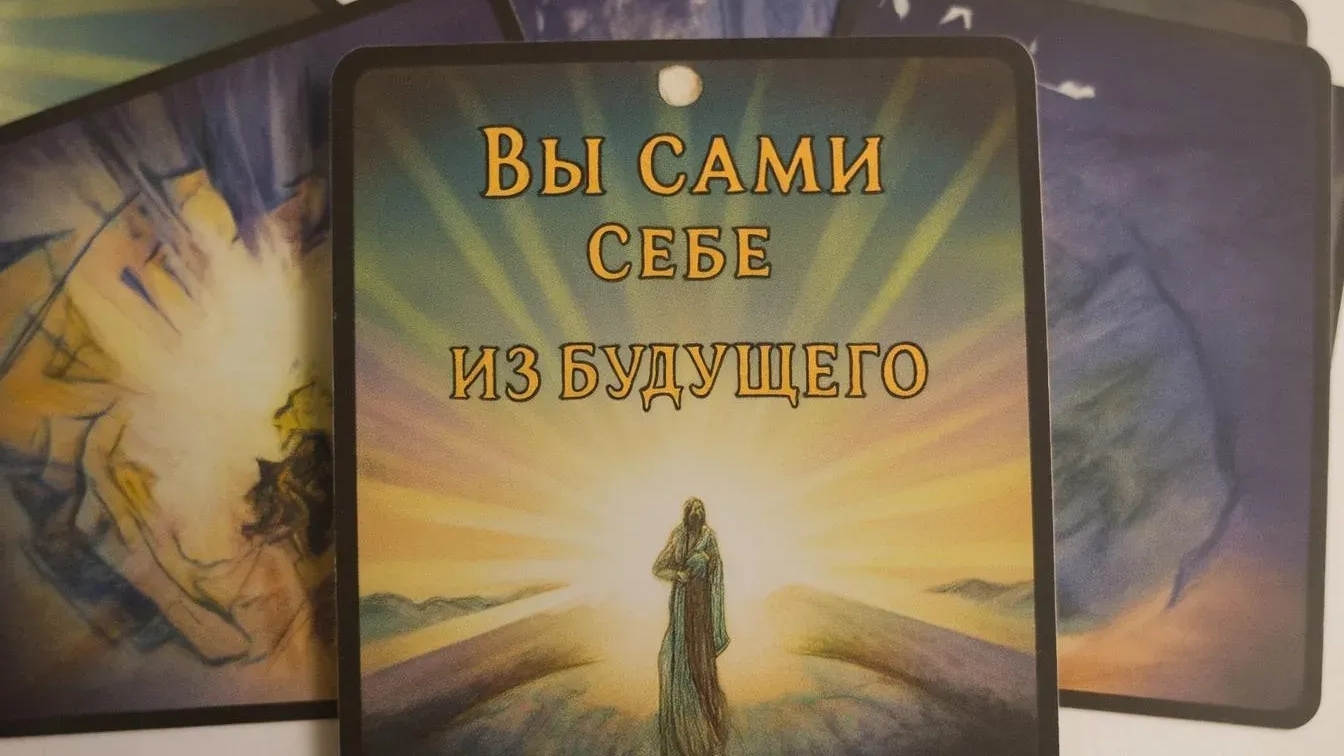 Вы сами
себе
из будущего